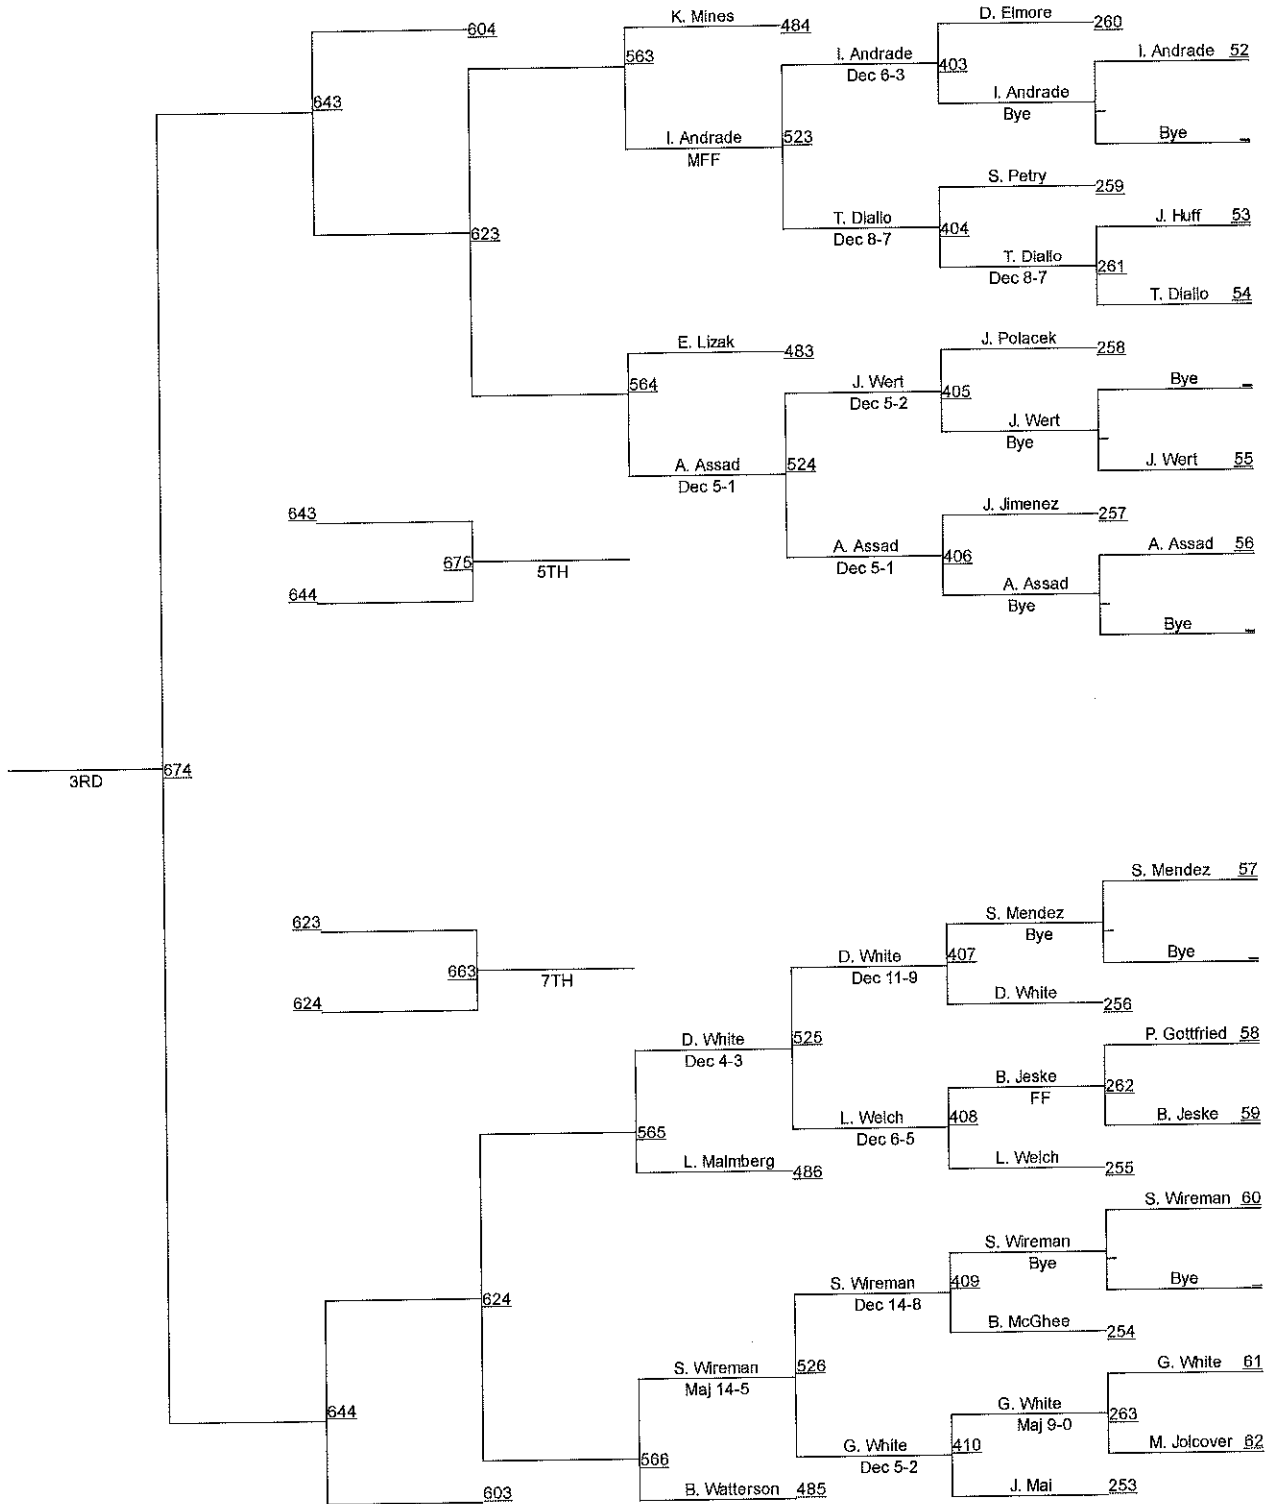 K. Mines 484
D. Elmore 260
604
I. Andrade 52
563
I. Andrade 403
Dec 6-3
I. Andrade
Bye
643
I. Andrade 523
MFF
Bye
S. Petry 259
T. Diallo 404
Dec 8-7
J. Huff 53
623
T. Diallo 261
Dec 8-7
T. Diallo 54
E. Lizak 483
J. Polacek 258
564
J. Wert 405
Dec 5-2
Bye
J. Wert
Bye
A. Assad 524
Dec 5-1
J. Wert 55
643
J. Jimenez 257
675
5TH
A. Assad 406
Dec 5-1
A. Assad 56
644
A. Assad
Bye
Bye
3RD 674
S. Mendez 57
623
S. Mendez
Bye
663
7TH
D. White 407
Dec 11-9
Bye
624
D. White 256
D. White 525
Dec 4-3
P. Gottfried 58
B. Jeske 262
FF
565
L. Welch 408
Dec 6-5
B. Jeske 59
L. Malmberg 486
L. Welch 255
S. Wireman 60
S. Wireman
Bye
624
S. Wireman 409
Dec 14-8
Bye
B. McGhee 254
S. Wireman 526
Maj 14-5
G. White 61
644
G. White 263
Maj 9-0
566
G. White 410
Dec 5-2
M. Jolcover 62
603
B. Watterson 485
J. Mai 253